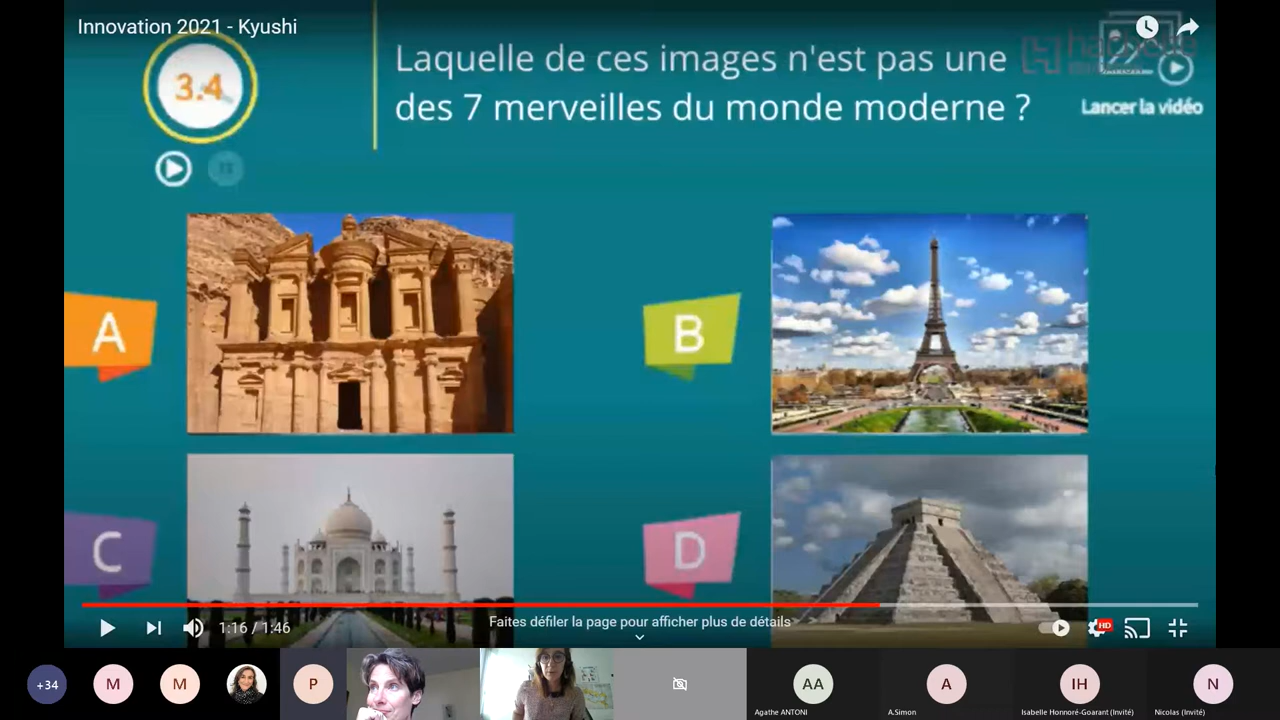 Innovation 2021 - Kyushi
3.4
Laquelle de ces images n'est pas une
des 7 merveilles du monde moderne ?
hachette
Lancer la vidéo
A
B
C
D
1:16 / 1:46
Faites défiler la page pour afficher plus de détails
HD
+34
M
M
P
AA
Agathe ANTONI
A
A.Simon
IH
Isabelle Honnoré-Goarant (Invité)
N
Nicolas (Invité)